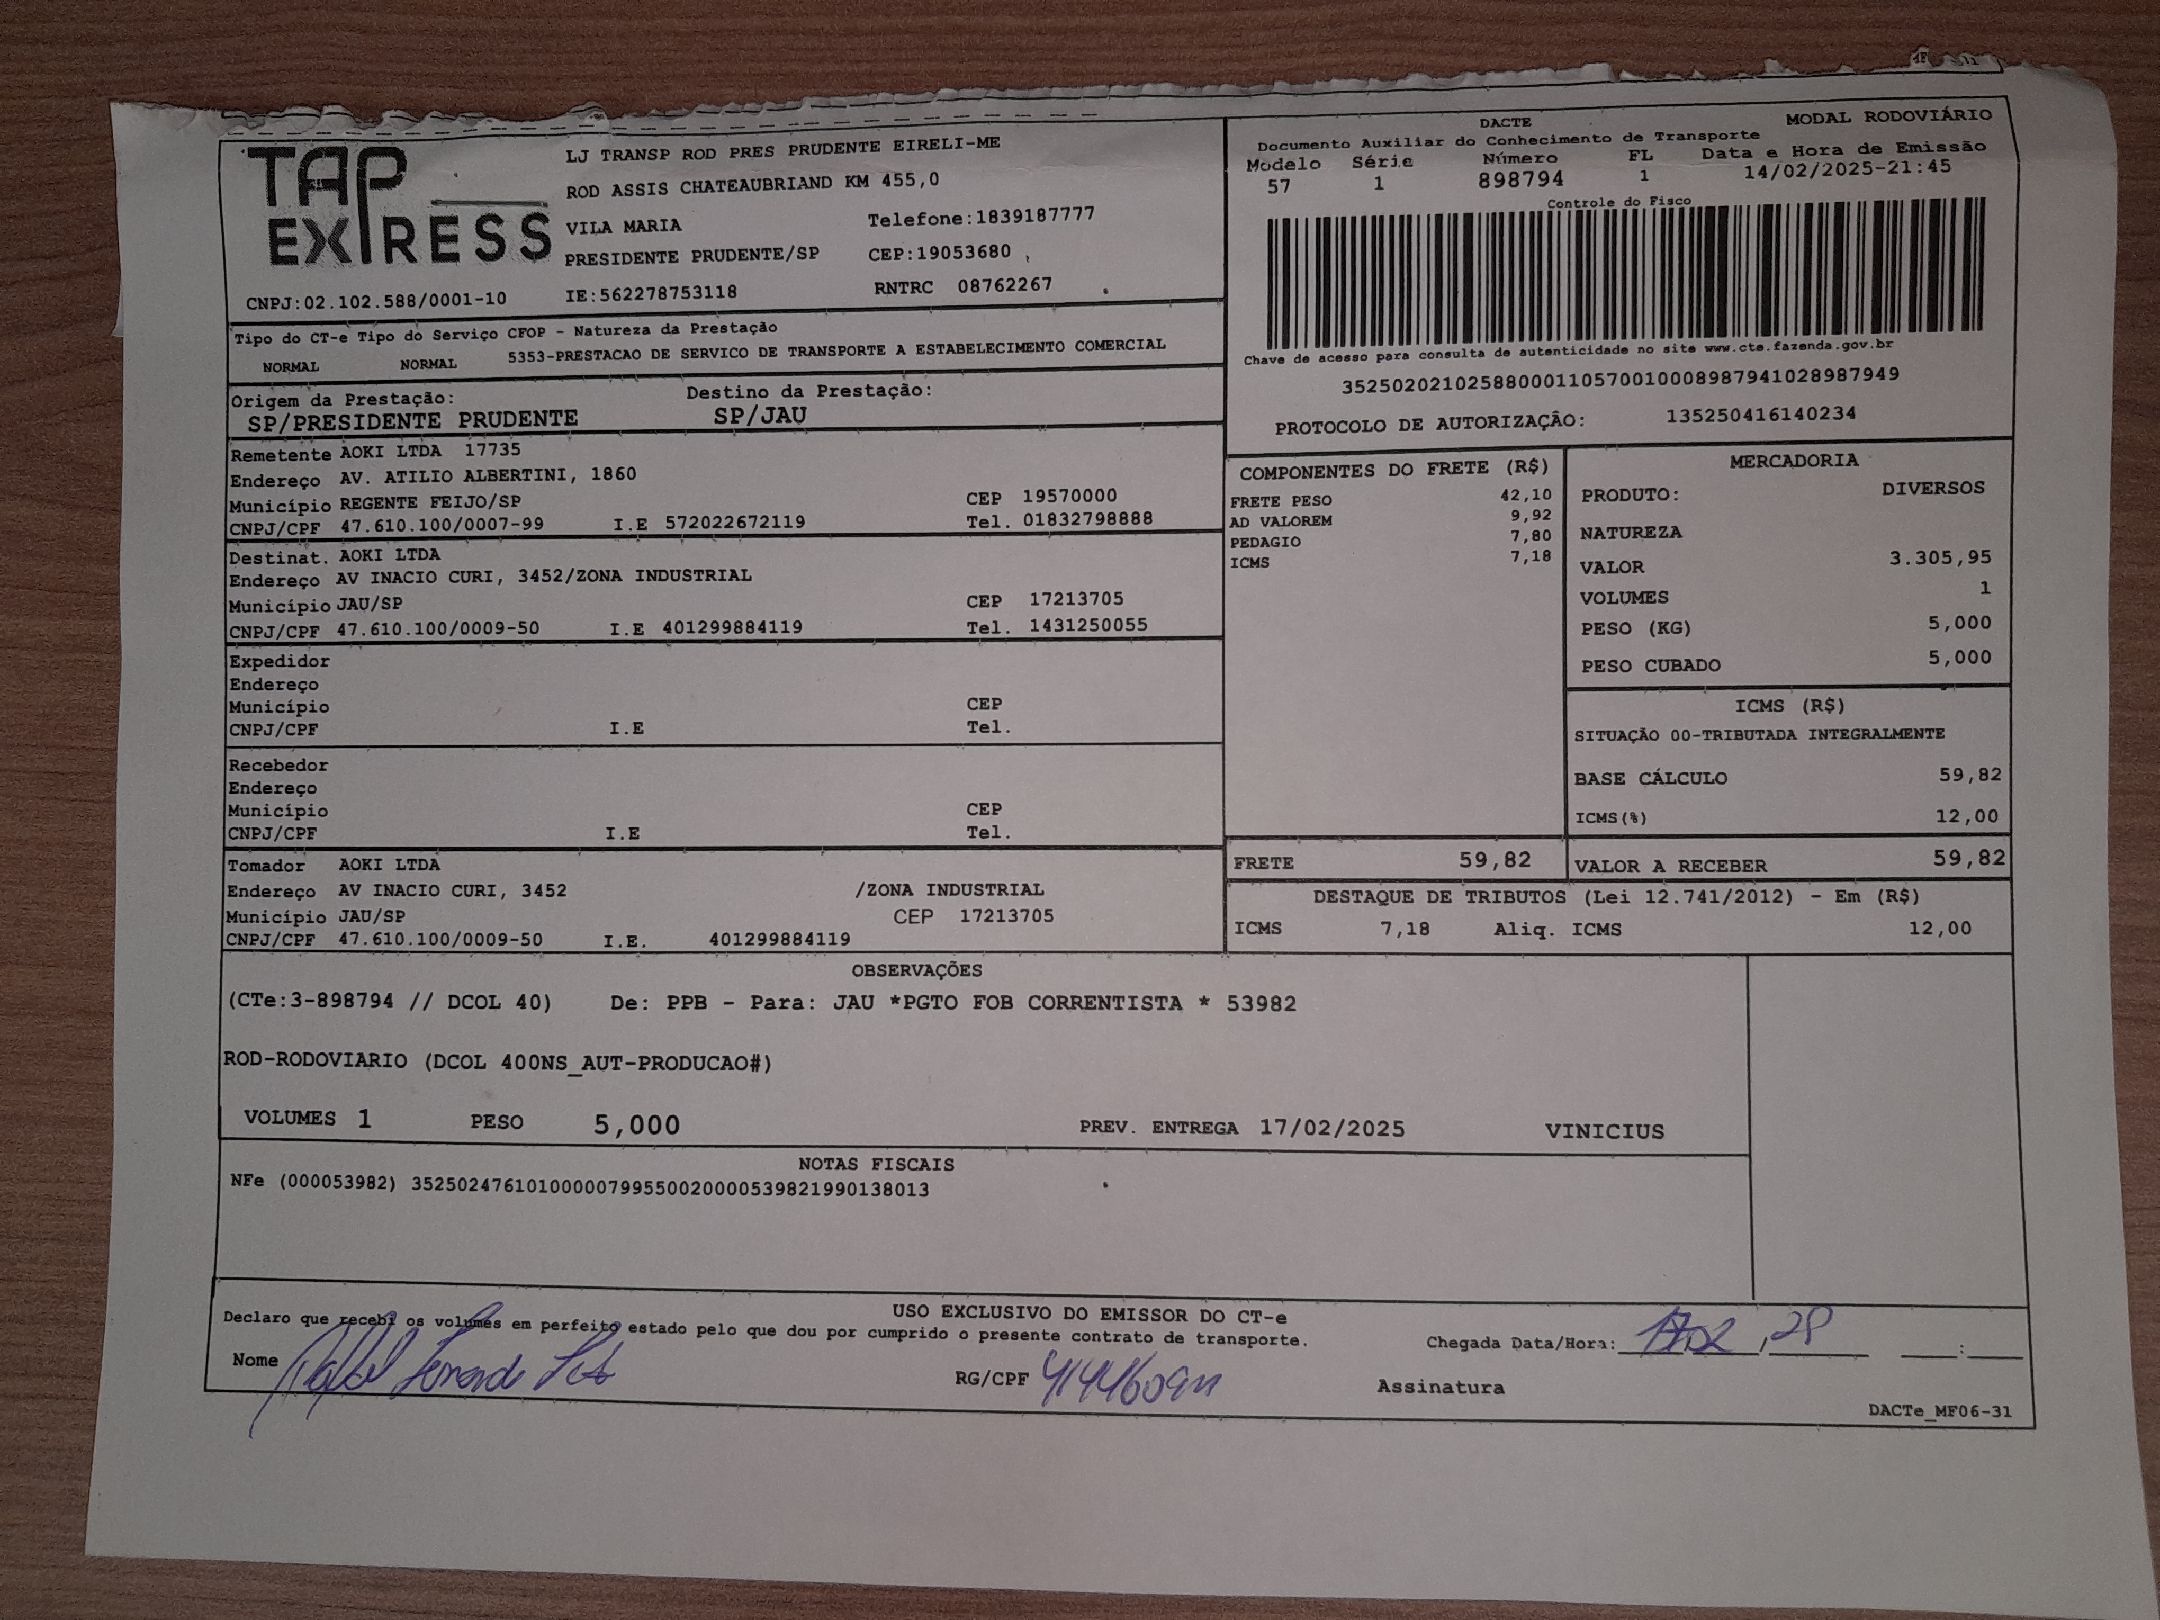 TAP EXPRESS
LJ TRANSP ROD PRES PRUDENTE EIRELI-ME
ROD ASSIS CHATEAUBRIAND KM 455,0
VILA MARIA Telefone:1839187777
PRESIDENTE PRUDENTE/SP CEP:19053680
CNPJ:02.102.588/0001-10 IE:562278753118 RNTRC 08762267
DACTE MODAL RODOVIÁRIO
Documento Auxiliar do Conhecimento de Transporte
Modelo Série Número FL Data e Hora de Emissão
57 1 898794 1 14/02/2025-21:45
Controle do Fisco
Chave de acesso para consulta de autenticidade no site www.cte.fazenda.gov.br
35250202102588000110570010008987941028987949
PROTOCOLO DE AUTORIZAÇÃO: 135250416140234
Tipo do CT-e Tipo do Serviço CFOP - Natureza da Prestação
NORMAL NORMAL 5353-PRESTACAO DE SERVICO DE TRANSPORTE A ESTABELECIMENTO COMERCIAL
Origem da Prestação: Destino da Prestação:
SP/PRESIDENTE PRUDENTE SP/JAU
Remetente AOKI LTDA 17735
Endereço AV. ATILIO ALBERTINI, 1860
Município REGENTE FEIJO/SP CEP 19570000
CNPJ/CPF 47.610.100/0007-99 I.E 572022672119 Tel. 01832798888
Destinat. AOKI LTDA
Endereço AV INACIO CURI, 3452/ZONA INDUSTRIAL
Município JAU/SP CEP 17213705
CNPJ/CPF 47.610.100/0009-50 I.E 401299884119 Tel. 1431250055
Expedidor
Endereço
Município CEP
CNPJ/CPF I.E Tel.
Recebedor
Endereço
Município CEP
CNPJ/CPF I.E Tel.
Tomador AOKI LTDA
Endereço AV INACIO CURI, 3452 /ZONA INDUSTRIAL
Município JAU/SP CEP 17213705
CNPJ/CPF 47.610.100/0009-50 I.E. 401299884119
COMPONENTES DO FRETE (R$)
FRETE PESO 42,10
AD VALOREM 9,92
PEDAGIO 7,80
ICMS 7,18
FRETE 59,82
MERCADORIA
PRODUTO: DIVERSOS
NATUREZA
VALOR 3.305,95
VOLUMES 1
PESO (KG) 5,000
PESO CUBADO 5,000
ICMS (R$)
SITUAÇÃO 00-TRIBUTADA INTEGRALMENTE
BASE CÁLCULO 59,82
ICMS(%) 12,00
VALOR A RECEBER 59,82
DESTAQUE DE TRIBUTOS (Lei 12.741/2012) - Em (R$)
ICMS 7,18 Aliq. ICMS 12,00
OBSERVAÇÕES
(CTe:3-898794 // DCOL 40) De: PPB - Para: JAU *PGTO FOB CORRENTISTA * 53982
ROD-RODOVIARIO (DCOL 400NS_AUT-PRODUCAO#)
VOLUMES 1 PESO 5,000 PREV. ENTREGA 17/02/2025 VINICIUS
NOTAS FISCAIS
NFe (000053982) 35250247610100000799550020000539821990138013
USO EXCLUSIVO DO EMISSOR DO CT-e
Declaro que recebi os volumes em perfeito estado pelo que dou por cumprido o presente contrato de transporte.
Chegada Data/Hora: :
Nome RG/CPF Assinatura
DACTe_MF06-31